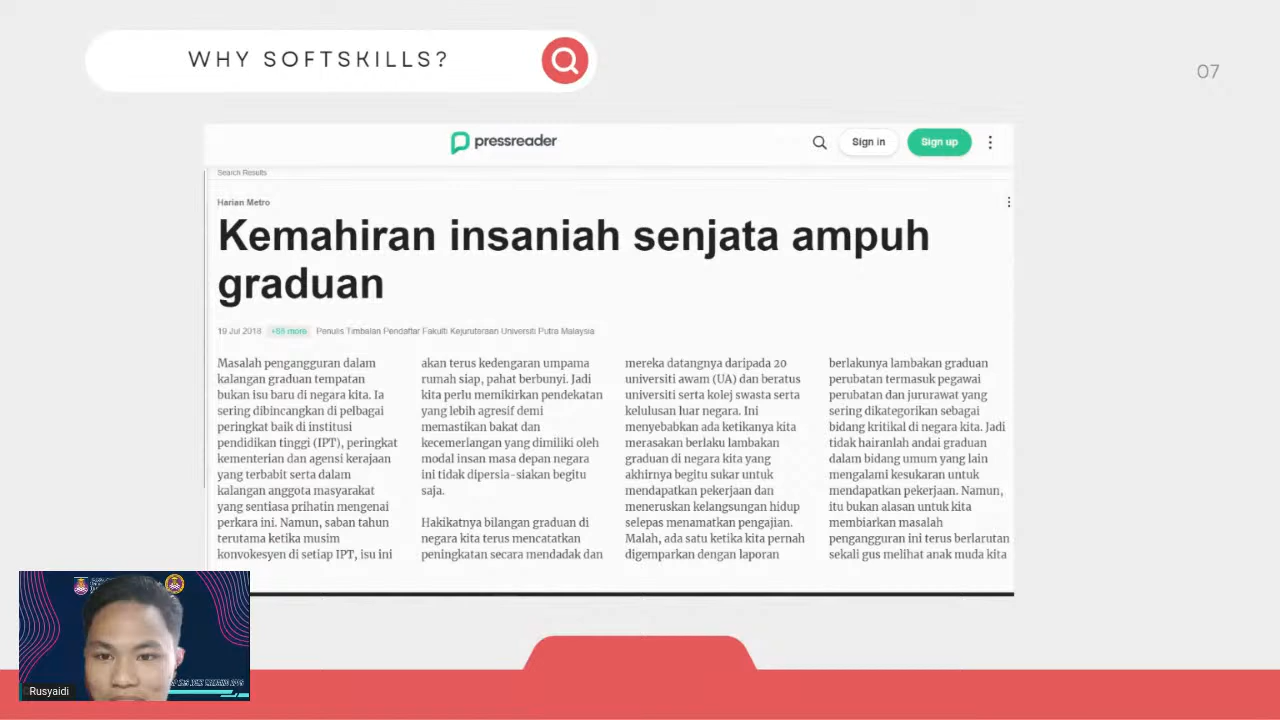 WHY SOFTSKILLS?
07
pressreader
Sign in
Sign up
Search Results
Harian Metro
Kemahiran insaniah senjata ampuh
graduan
19 Jul 2018 +55 more Penulis Timbalan Pendaftar Fakulti Kejuruteraan Universiti Putra Malaysia
Masalah pengangguran dalam
kalangan graduan tempatan
bukan isu baru di negara kita. Ia
sering dibincangkan di pelbagai
peringkat baik di institusi
pendidikan tinggi (IPT), peringkat
kementerian dan agensi kerajaan
yang terbabit serta dalam
kalangan anggota masyarakat
yang sentiasa prihatin mengenai
perkara ini. Namun, saban tahun
terutama ketika musim
konvokesyen di setiap IPT, isu ini
akan terus kedengaran umpama
rumah siap, pahat berbunyi. Jadi
kita perlu memikirkan pendekatan
yang lebih agresif demi
memastikan bakat dan
kecemerlangan yang dimiliki oleh
modal insan masa depan negara
ini tidak dipersia-siakan begitu
saja.
Hakikatnya bilangan graduan di
negara kita terus mencatatkan
peningkatan secara mendadak dan
mereka datangnya daripada 20
universiti awam (UA) dan beratus
universiti serta kolej swasta serta
kelulusan luar negara. Ini
menyebabkan ada ketikanya kita
merasakan berlaku lambakan
graduan di negara kita yang
akhirnya begitu sukar untuk
mendapatkan pekerjaan dan
meneruskan kelangsungan hidup
selepas menamatkan pengajian.
Malah, ada satu ketika kita pernah
digemparkan dengan laporan
berlakunya lambakan graduan
perubatan termasuk pegawai
perubatan dan jururawat yang
sering dikategorikan sebagai
bidang kritikal di negara kita. Jadi
tidak hairanlah andai graduan
dalam bidang umum yang lain
mengalami kesukaran untuk
mendapatkan pekerjaan. Namun,
itu bukan alasan untuk kita
membiarkan masalah
pengangguran ini terus berlarutan
sekali gus melihat anak muda kita
Rusyaidi